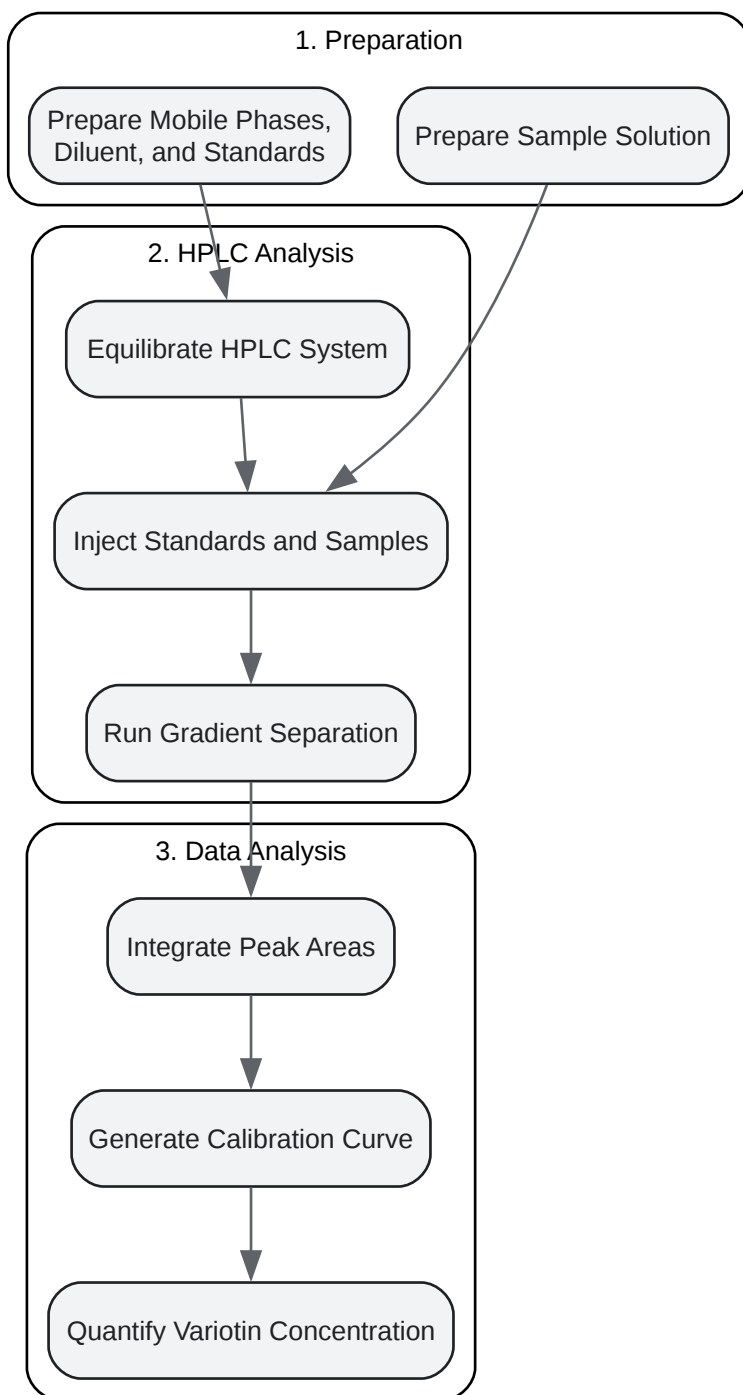 1. Preparation
Prepare Mobile Phases,
Diluent, and Standards
Prepare Sample Solution
2. HPLC Analysis
Equilibrate HPLC System
Inject Standards and Samples
Run Gradient Separation
3. Data Analysis
Integrate Peak Areas
Generate Calibration Curve
Quantify Variotin Concentration